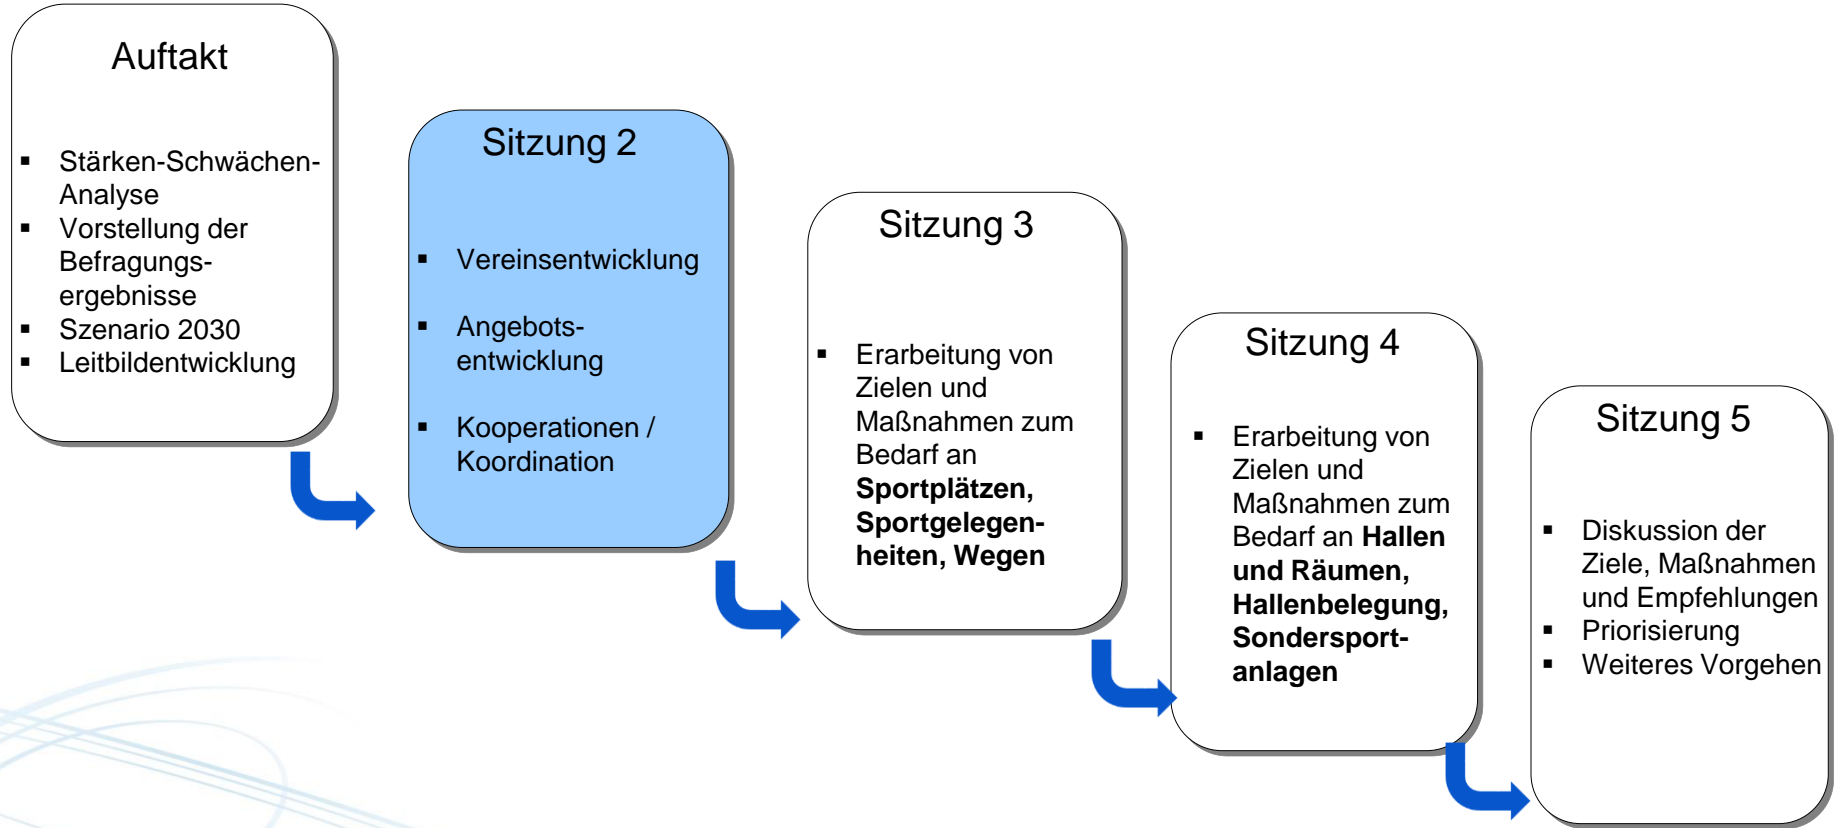 Auftakt
▪ Stärken-Schwächen-
Analyse
▪ Vorstellung der
Befragungs-
ergebnisse
▪ Szenario 2030
▪ Leitbildentwicklung
Sitzung 2
▪ Vereinsentwicklung
▪ Angebots-
entwicklung
▪ Kooperationen /
Koordination
Sitzung 3
▪ Erarbeitung von
Zielen und
Maßnahmen zum
Bedarf an
Sportplätzen,
Sportgelegen-
heiten, Wegen
Sitzung 4
▪ Erarbeitung von
Zielen und
Maßnahmen zum
Bedarf an Hallen
und Räumen,
Hallenbelegung,
Sondersport-
anlagen
Sitzung 5
▪ Diskussion der
Ziele, Maßnahmen
und Empfehlungen
▪ Priorisierung
▪ Weiteres Vorgehen